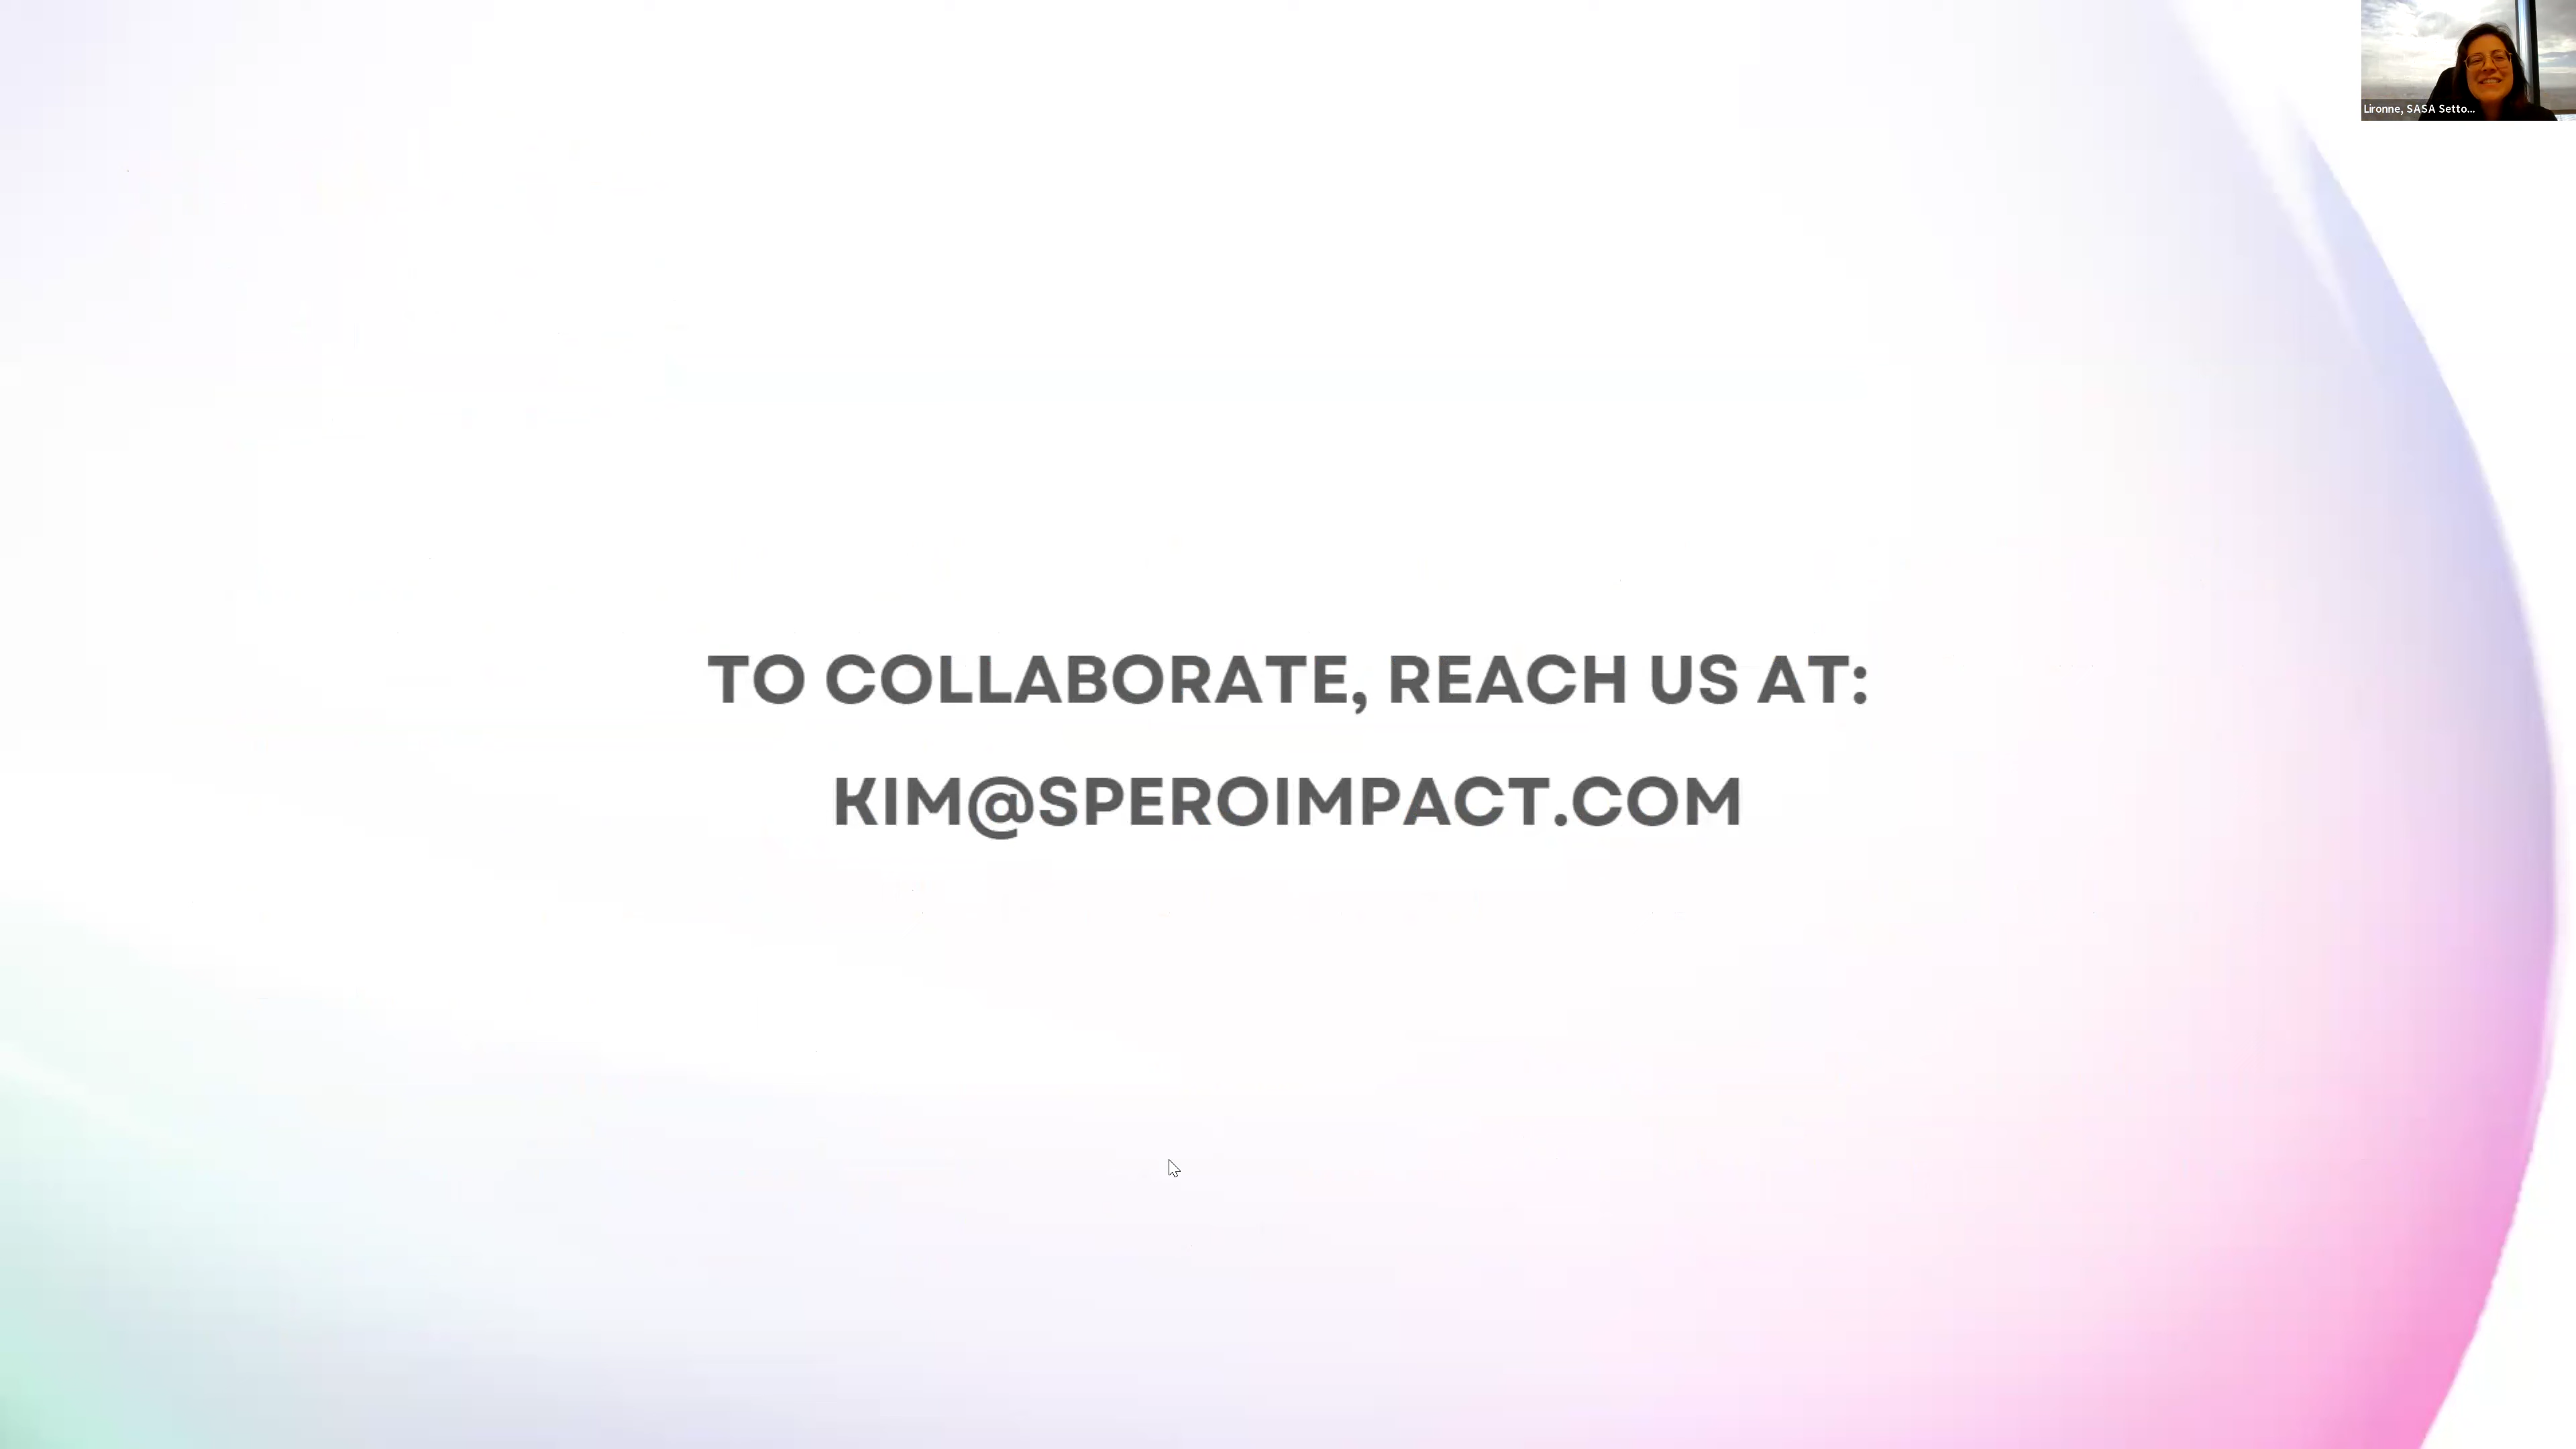 Lironne, SASA Setto...
TO COLLABORATE, REACH US AT:
KIM@SPEROIMPACT.COM